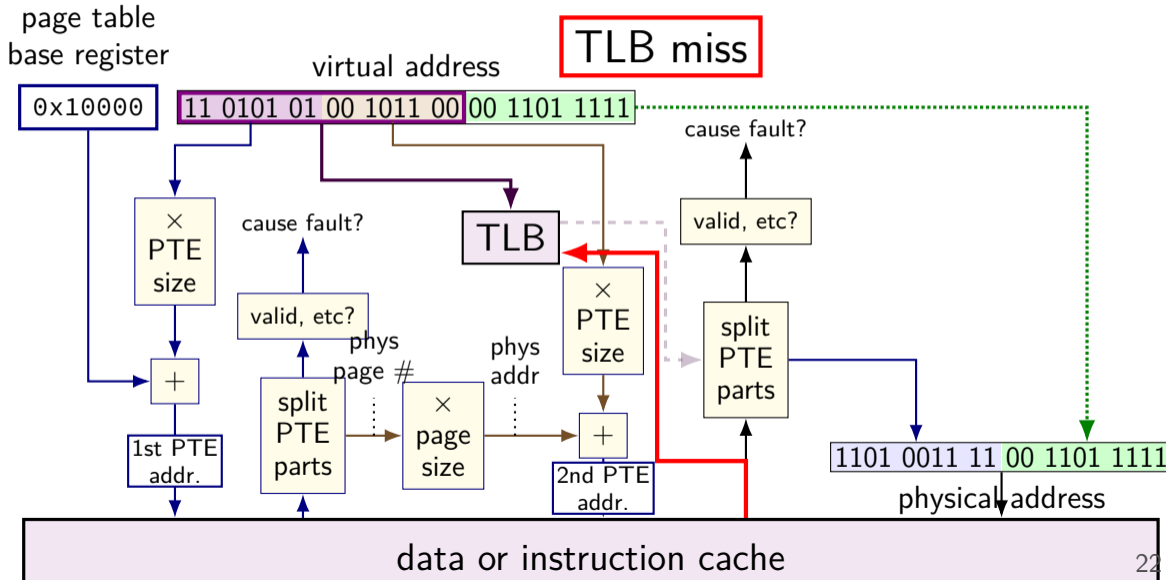 page table
base register
0x10000
virtual address
11 0101 01 00 1011 00 00 1101 1111
TLB miss
cause fault?
valid, etc?
×
PTE
size
cause fault?
valid, etc?
TLB
×
PTE
size
split
PTE
parts
+
phys
page #
phys
addr
split
PTE
parts
×
page
size
+
1st PTE
addr.
2nd PTE
addr.
1101 0011 11 00 1101 1111
physical address
data or instruction cache
22